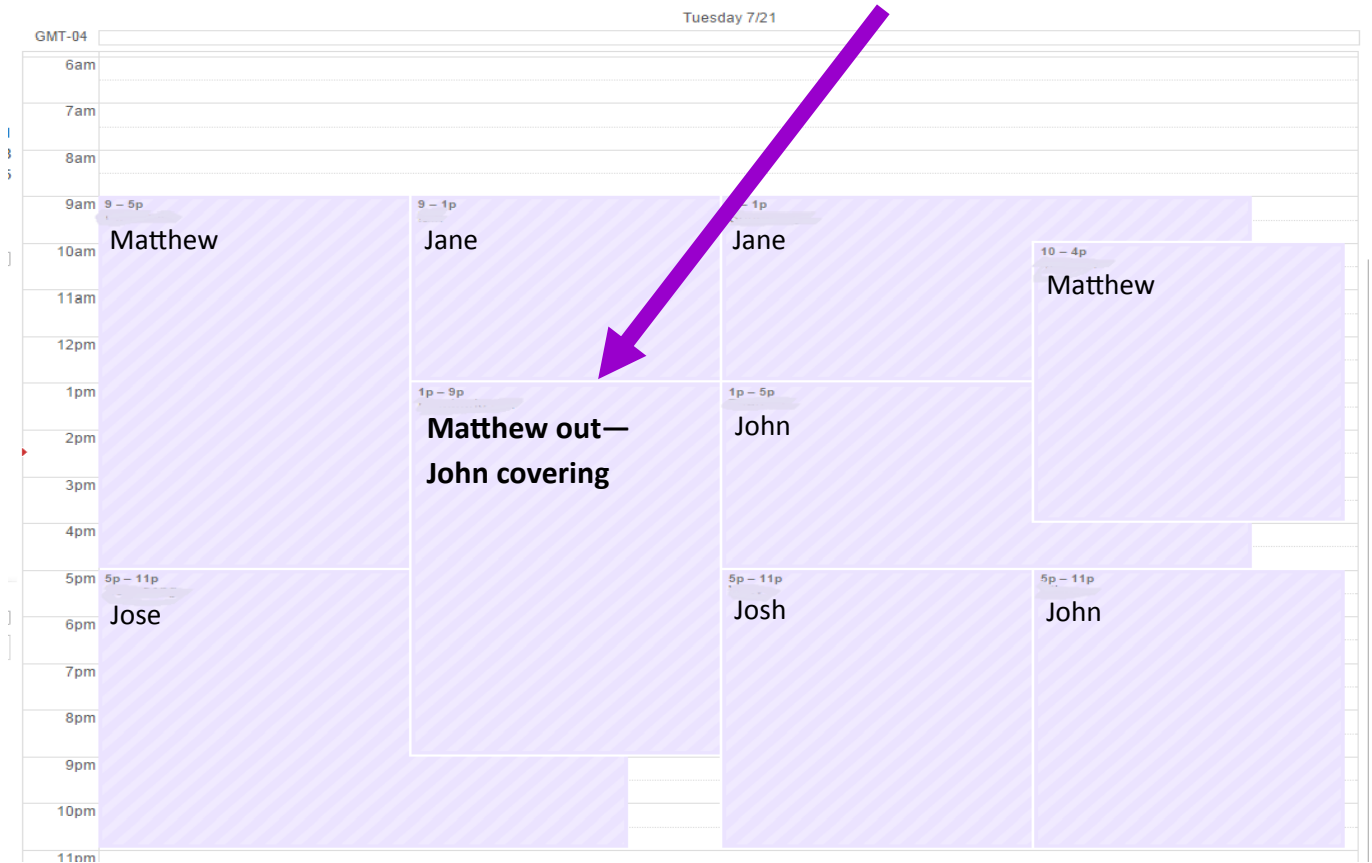 Tuesday 7/21
GMT-04
6am
7am
8am
9am
9 – 5p
Matthew
9 – 1p
Jane
– 1p
Jane
10am
10 – 4p
Matthew
11am
12pm
1pm
1p – 9p
Matthew out—
John covering
1p – 5p
John
2pm
3pm
4pm
5pm
5p – 11p
Jose
5p – 11p
Josh
5p – 11p
John
6pm
7pm
8pm
9pm
10pm
11pm